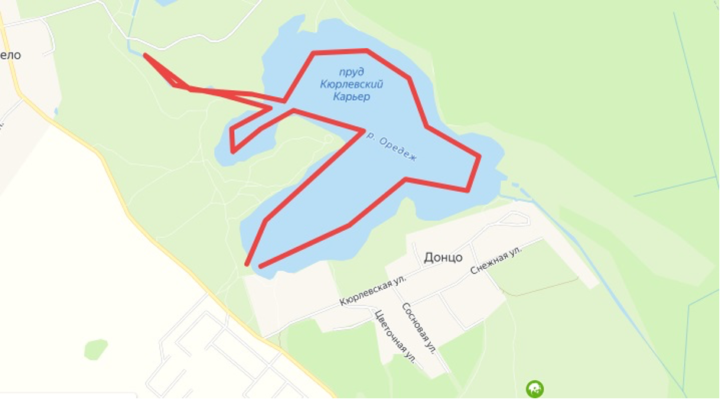 ело
пруд
Кюрлевский
Карьер
р. Оредеж
Донцо
Снежная ул.
Кюрлевская ул.
Сосновая ул.
Цветочная ул.